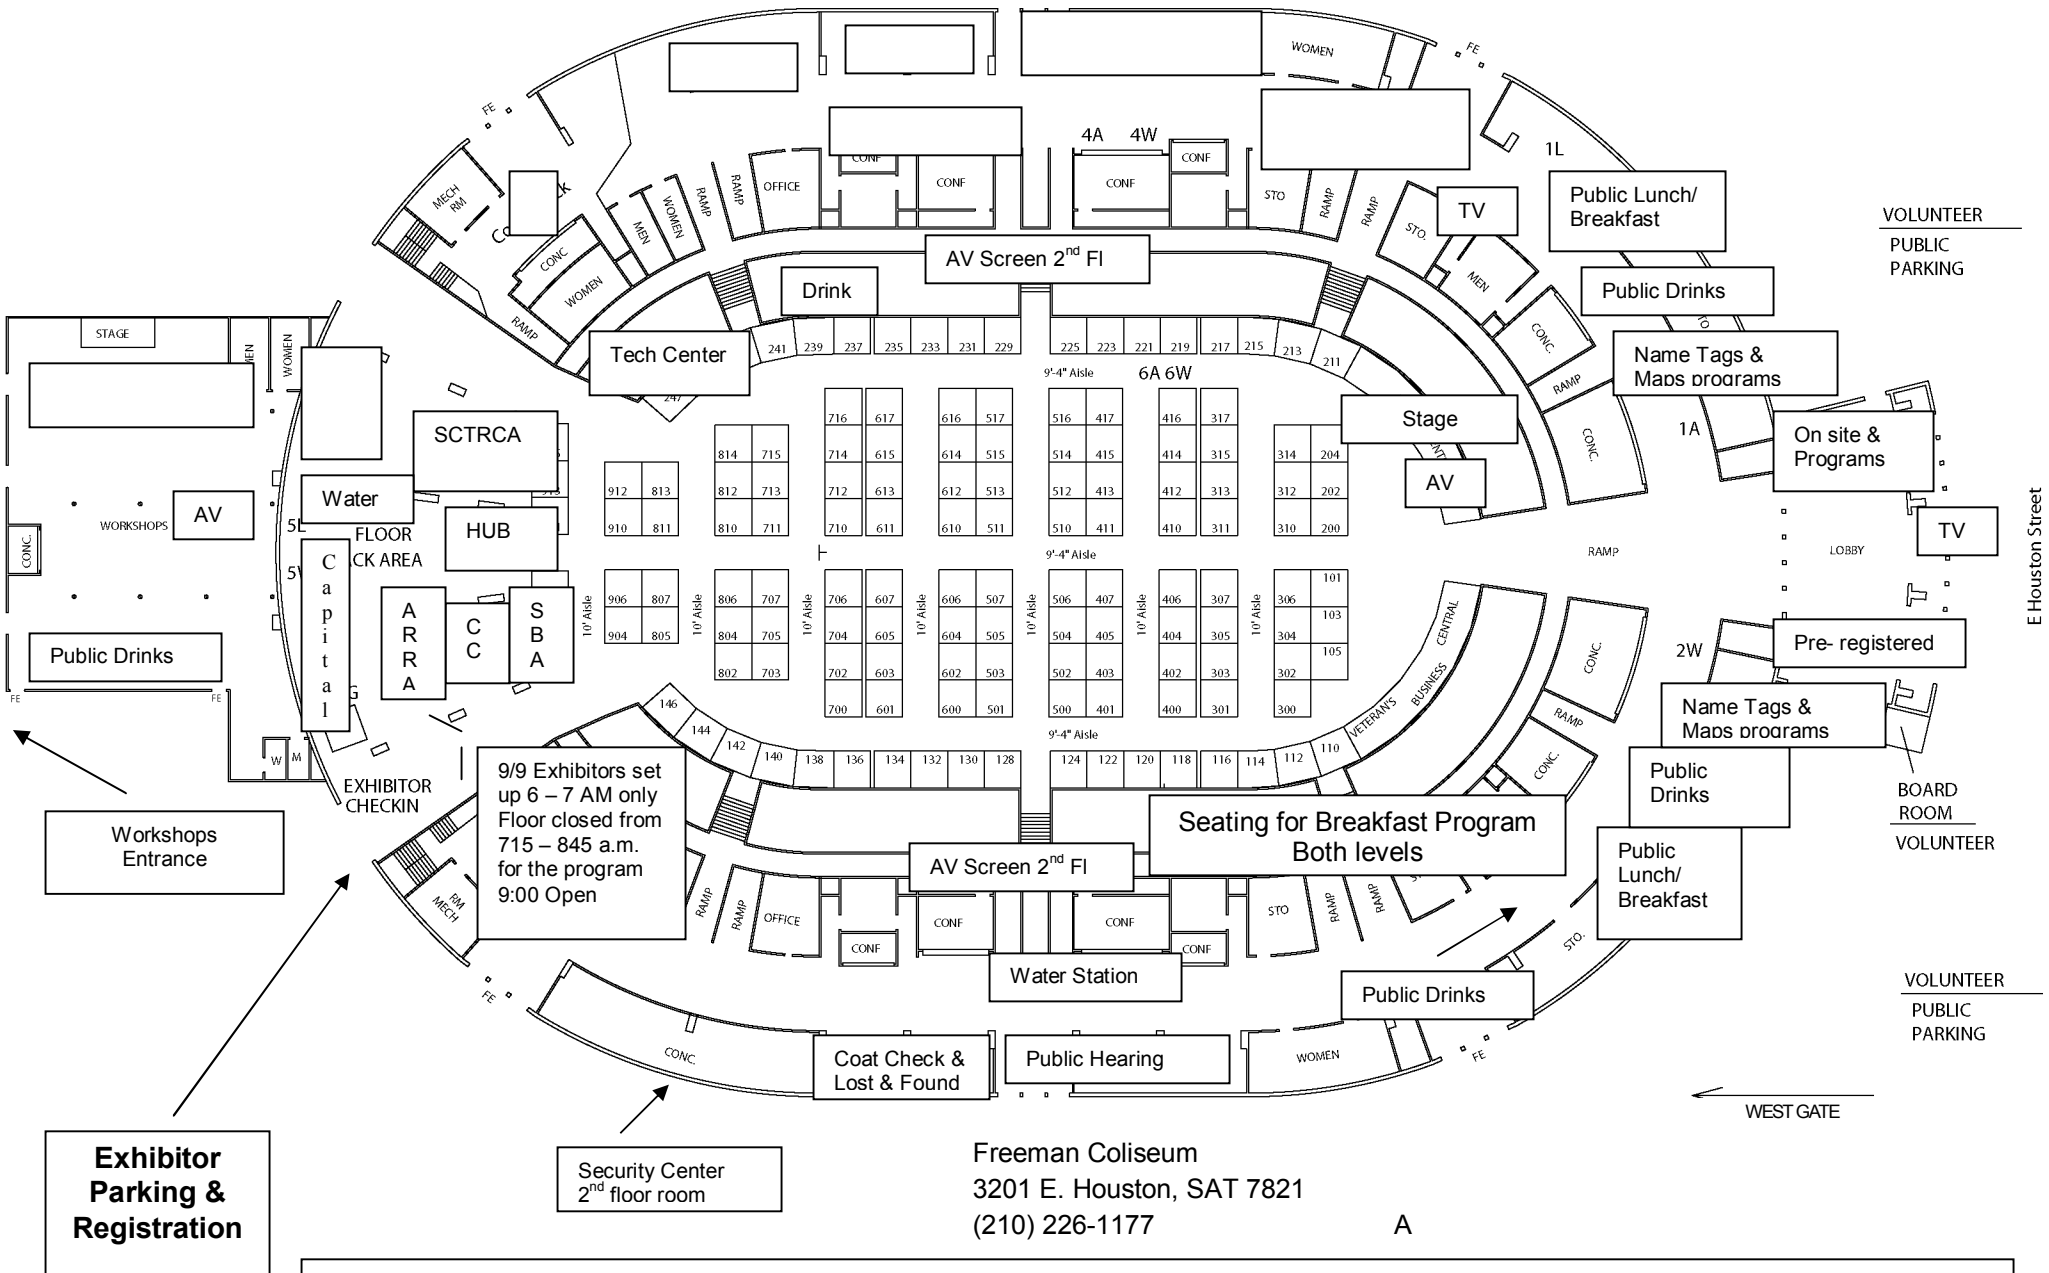 WOMEN
FE
FE
4A 4W
1L
MECH
RM
RAMP
RAMP
OFFICE
CONF
CONF
CONF
CONF
STO
RAMP
RAMP
TV
Public Lunch/
Breakfast
VOLUNTEER
PUBLIC
PARKING
MEN
WOMEN
CONC
WOMEN
RAMP
STO.
MEN
AV Screen 2nd Fl
Drink
Public Drinks
STAGE
WOMEN
Tech Center
241 239 237 235 233 231 229
225 223 221 219 217 215 213 211
247
9'-4" Aisle
6A 6W
CONC.
RAMP
CONC.
Name Tags &
Maps programs
Stage
1A
On site &
Programs
SCTRCA
716 617 616 517 516 417 416 317
814 715 714 615 614 515 514 415 414 315 314 204
912 813 812 713 712 613 612 513 512 413 412 313 312 202
910 811 810 711 710 611 610 511 510 411 410 311 310 200
AV
Water
AV
WORKSHOPS
FLOOR
HUB
CONC.
9'-4" Aisle
RAMP
LOBBY
TV
E Houston Street
Capital
ARRA
CC
SBA
10' Aisle
10' Aisle
10' Aisle
10' Aisle
10' Aisle
10' Aisle
906 807 806 707 706 607 606 507 506 407 406 307 306 101
904 805 804 705 704 605 604 505 504 405 404 305 304 103
802 703 702 603 602 503 502 403 402 303 302 105
700 601 600 501 500 401 400 301 300
9'-4" Aisle
VETERAN'S
BUSINESS
CENTRAL
Public Drinks
FE
FE
W M
CONC.
2W
Pre- registered
RAMP
CONC.
Name Tags &
Maps programs
146 144 142 140 138 136 134 132 130 128
124 122 120 118 116 114 112 110
EXHIBITOR
CHECKIN
9/9 Exhibitors set
up 6 – 7 AM only
Floor closed from
715 – 845 a.m.
for the program
9:00 Open
Public
Drinks
BOARD
ROOM
VOLUNTEER
Workshops
Entrance
Seating for Breakfast Program
Both levels
AV Screen 2nd Fl
Public
Lunch/
Breakfast
RM
MECH
RAMP
RAMP
OFFICE
CONF
CONF
CONF
CONF
STO
RAMP
RAMP
STO.
FE
Water Station
Public Drinks
VOLUNTEER
PUBLIC
PARKING
CONC.
Coat Check &
Lost & Found
Public Hearing
WOMEN
FE
WEST GATE
Exhibitor
Parking &
Registration
Security Center
2nd floor room
Freeman Coliseum
3201 E. Houston, SAT 7821
(210) 226-1177
A